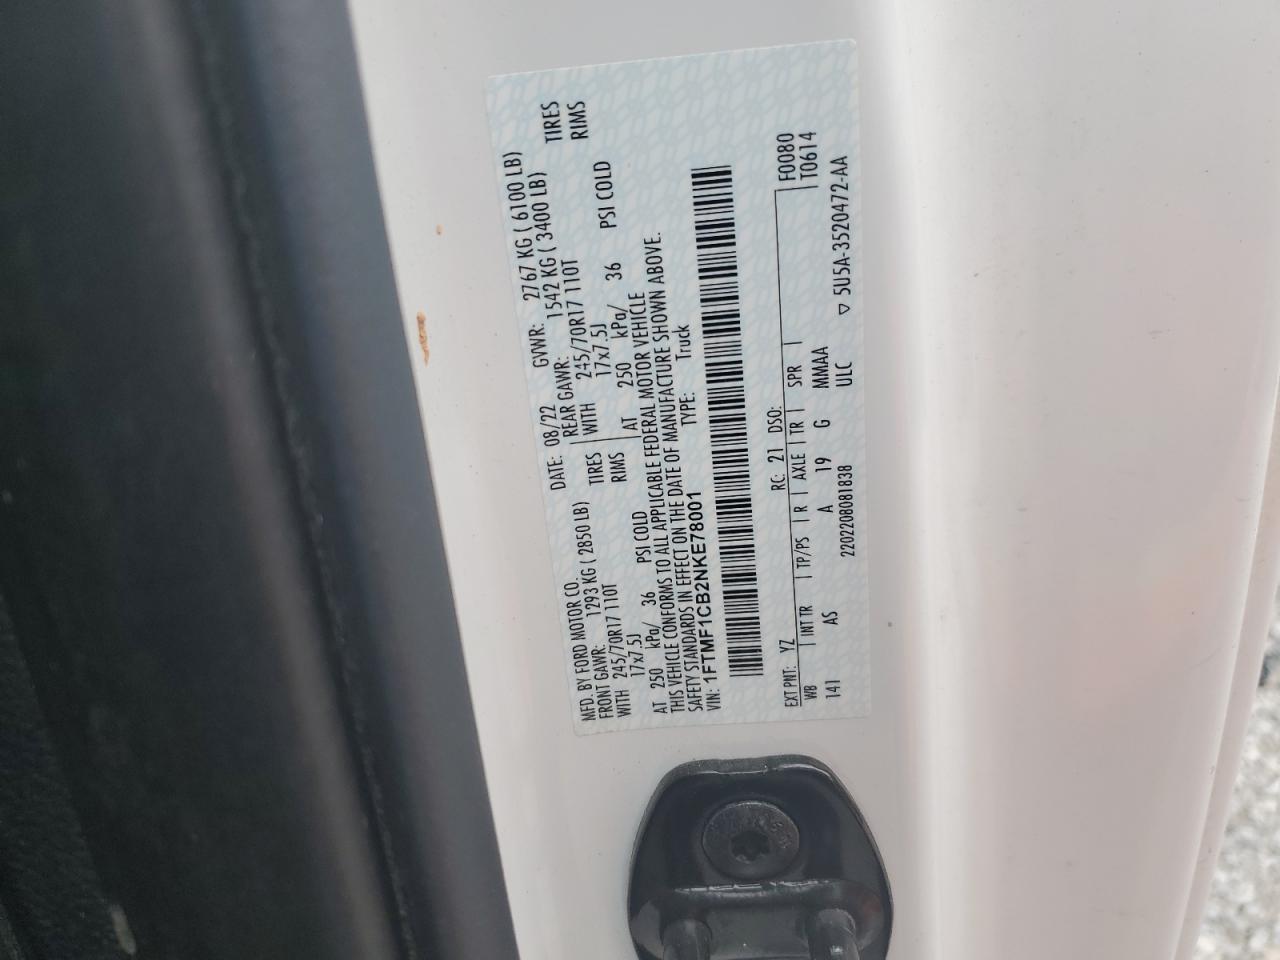 MFD. BY FORD MOTOR CO.
DATE: 08/22 GVWR: 2767 KG ( 6100 LB)
FRONT GAWR: 1293 KG ( 2850 LB) REAR GAWR: 1542 KG ( 3400 LB)
WITH 245/70R17 110T TIRES WITH 245/70R17 110T TIRES
17x7.5J RIMS 17x7.5J RIMS
AT 250 kPa/ 36 PSI COLD AT 250 kPa/ 36 PSI COLD
THIS VEHICLE CONFORMS TO ALL APPLICABLE FEDERAL MOTOR VEHICLE
SAFETY STANDARDS IN EFFECT ON THE DATE OF MANUFACTURE SHOWN ABOVE.
VIN: 1FTMF1CB2NKE78001 TYPE: Truck
F0080
EXT PNT: YZ RC: 21 DSO: T0614
WB INT TR TP/PS R AXLE TR SPR
141 AS A 19 G MMAA
22022080818​38 ULC ▽ 5U5A-3520472-AA